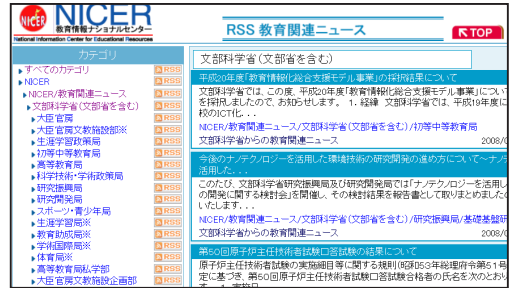 NICER
NICER
教育情報ナショナルセンター
National Information Center for Educational Resources
RSS 教育関連ニュース
TOP
カテゴリ
すべてのカテゴリ RSS
NICER RSS
NICER/教育関連ニュース RSS
文部科学省(文部省を含む) RSS
大臣官房 RSS
大臣官房文教施設部※ RSS
生涯学習政策局 RSS
初等中等教育局 RSS
高等教育局 RSS
科学技術・学術政策局 RSS
研究振興局 RSS
研究開発局 RSS
スポーツ・青少年局 RSS
生涯学習局※ RSS
教育助成局※ RSS
学術国際局※ RSS
体育局※ RSS
高等教育局私学部 RSS
大臣官房文教施設企画部 RSS
文部科学省(文部省を含む)
平成20年度「教育情報化総合支援モデル事業」の採択結果について
文部科学省では、この度、平成20年度「教育情報化総合支援モデル事業」につい
を採択しましたので、お知らせします。 1. 経緯 文部科学省では、平成19年度に
校のICT化...
NICER/教育関連ニュース/文部科学省(文部省を含む)/初等中等教育局
文部科学省からの教育関連ニュース 2008/
今後のナノテクノロジーを活用した環境技術の研究開発の進め方について~ナノ
活用した...
このたび、文部科学省研究振興局及び研究開発局では「ナノテクノロジーを活用し
の開発に関する検討会」を開催し、その検討結果を報告書として取りまとめましたの
いたします...
NICER/教育関連ニュース/文部科学省(文部省を含む)/研究振興局/基礎基盤研
文部科学省からの教育関連ニュース 2008/
第50回原子炉主任技術者試験口答試験の結果について
原子炉主任技術者試験の実施細目等に関する規則(昭和53年総理府令第51号
定に基づき、第50回原子炉主任技術者試験合格者の氏名を次のとおり